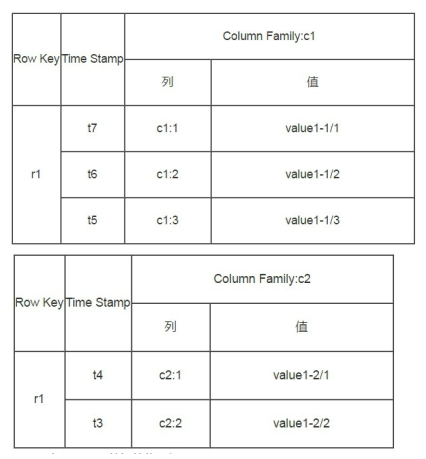 Column Family:c1
Row Key Time Stamp
列 值
t7 c1:1 value1-1/1
r1 t6 c1:2 value1-1/2
t5 c1:3 value1-1/3
Column Family:c2
Row Key Time Stamp
列 值
t4 c2:1 value1-2/1
r1
t3 c2:2 value1-2/2